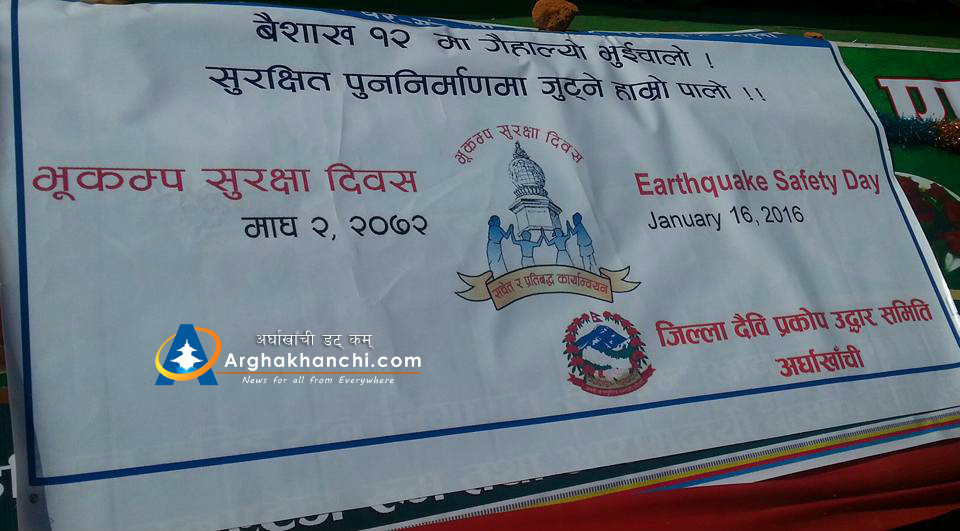 बैशाख १२ मा गैहाल्यो भुईचालो !
सुरक्षित पुननिर्माणमा जुट्ने हाम्रो पालो !!
भूकम्प सुरक्षा दिवस
माघ २, २०७२
भूकम्प सुरक्षा दिवस
सचेत र प्रतिबद्ध कार्यान्वयन
Earthquake Safety Day
January 16, 2016
जिल्ला दैवि प्रकोप उद्धार समिति
अर्घाखाँची
अर्घाखाँची डट् कम्
Arghakhanchi.com
News for all from Everywhere